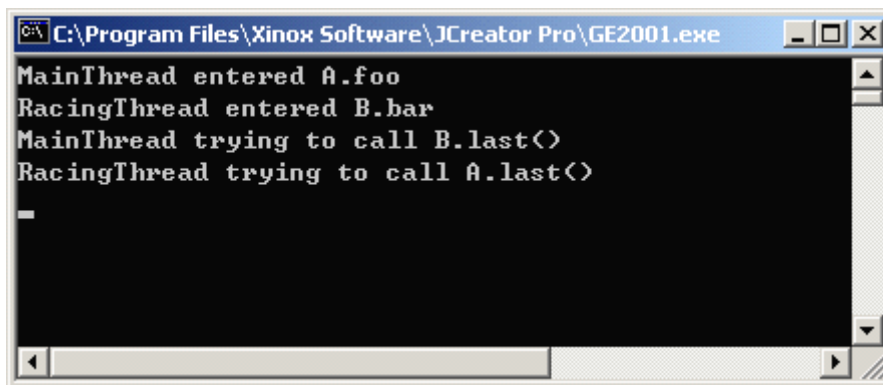 C:\Program Files\Xinox Software\JCreator Pro\GE2001.exe
MainThread entered A.foo
RacingThread entered B.bar
MainThread trying to call B.last()
RacingThread trying to call A.last()